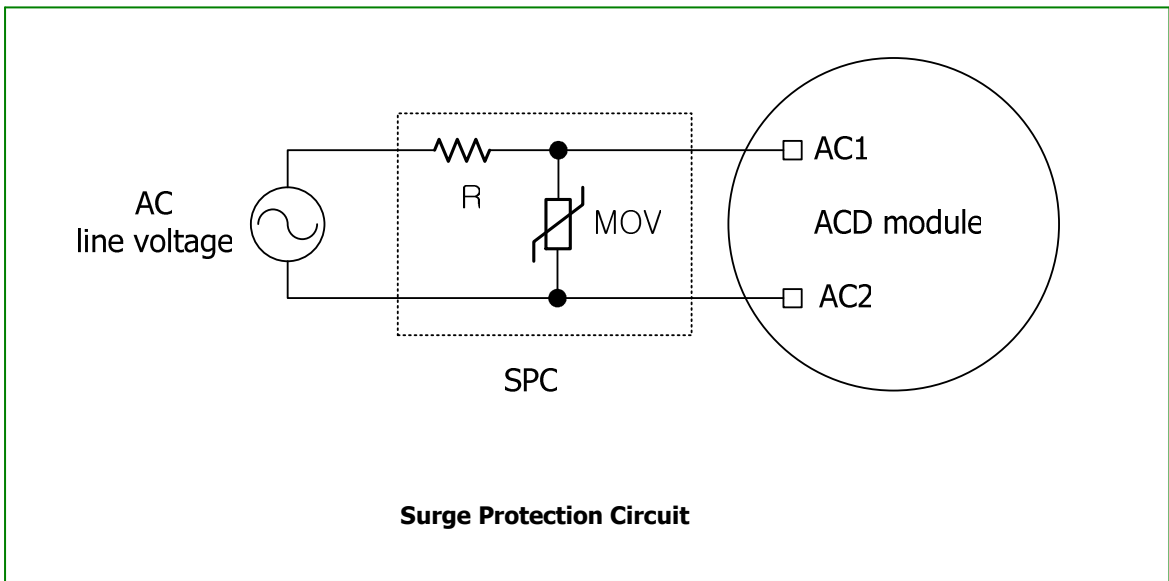 AC
line voltage
R
MOV
AC1
ACD module
AC2
SPC
Surge Protection Circuit